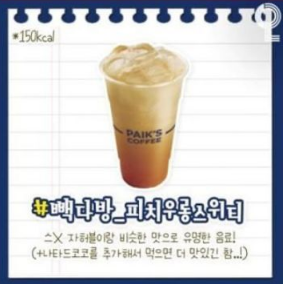 *150kcal
PAIK'S
COFFEE
#빽다방_피치우롱스위티
스X 자허블이랑 비슷한 맛으로 유명한 음료!
(+나타드코코를 추가해서 먹으면 더 맛있긴 함..!)